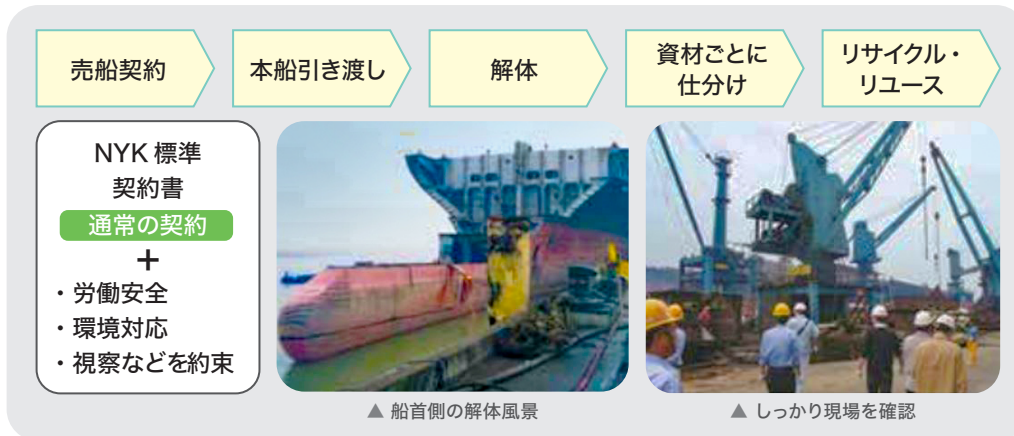 売船契約
本船引き渡し
解体
資材ごとに
仕分け
リサイクル・
リユース
NYK 標準
契約書
通常の契約
+
・労働安全
・環境対応
・視察などを約束
▲ 船首側の解体風景
▲ しっかり現場を確認